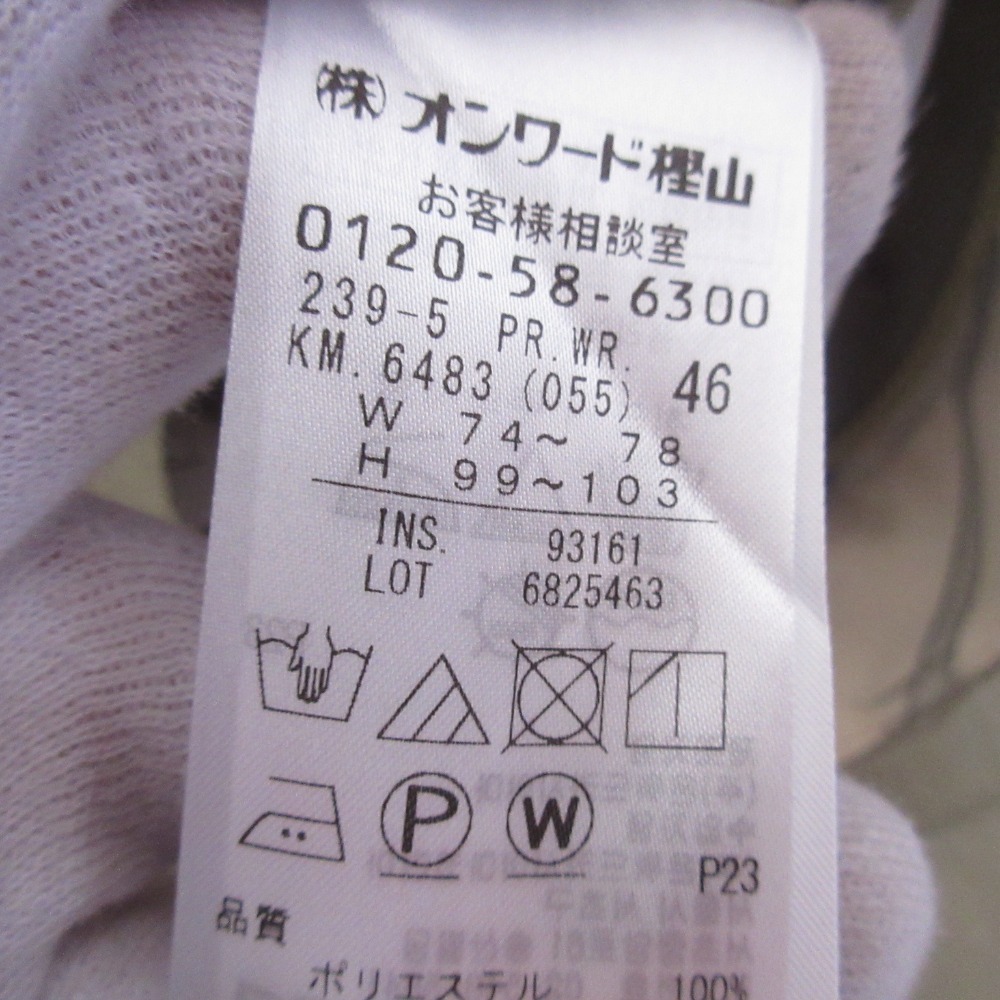 (株) オンワード樫山
お客様相談室
0120-58-6300
239-5 PR.WR.
KM. 6483 (055) 46
W 74~ 78
H 99~103
INS. 93161
LOT 6825463
P W
P23
品質
ポリエステル 100%